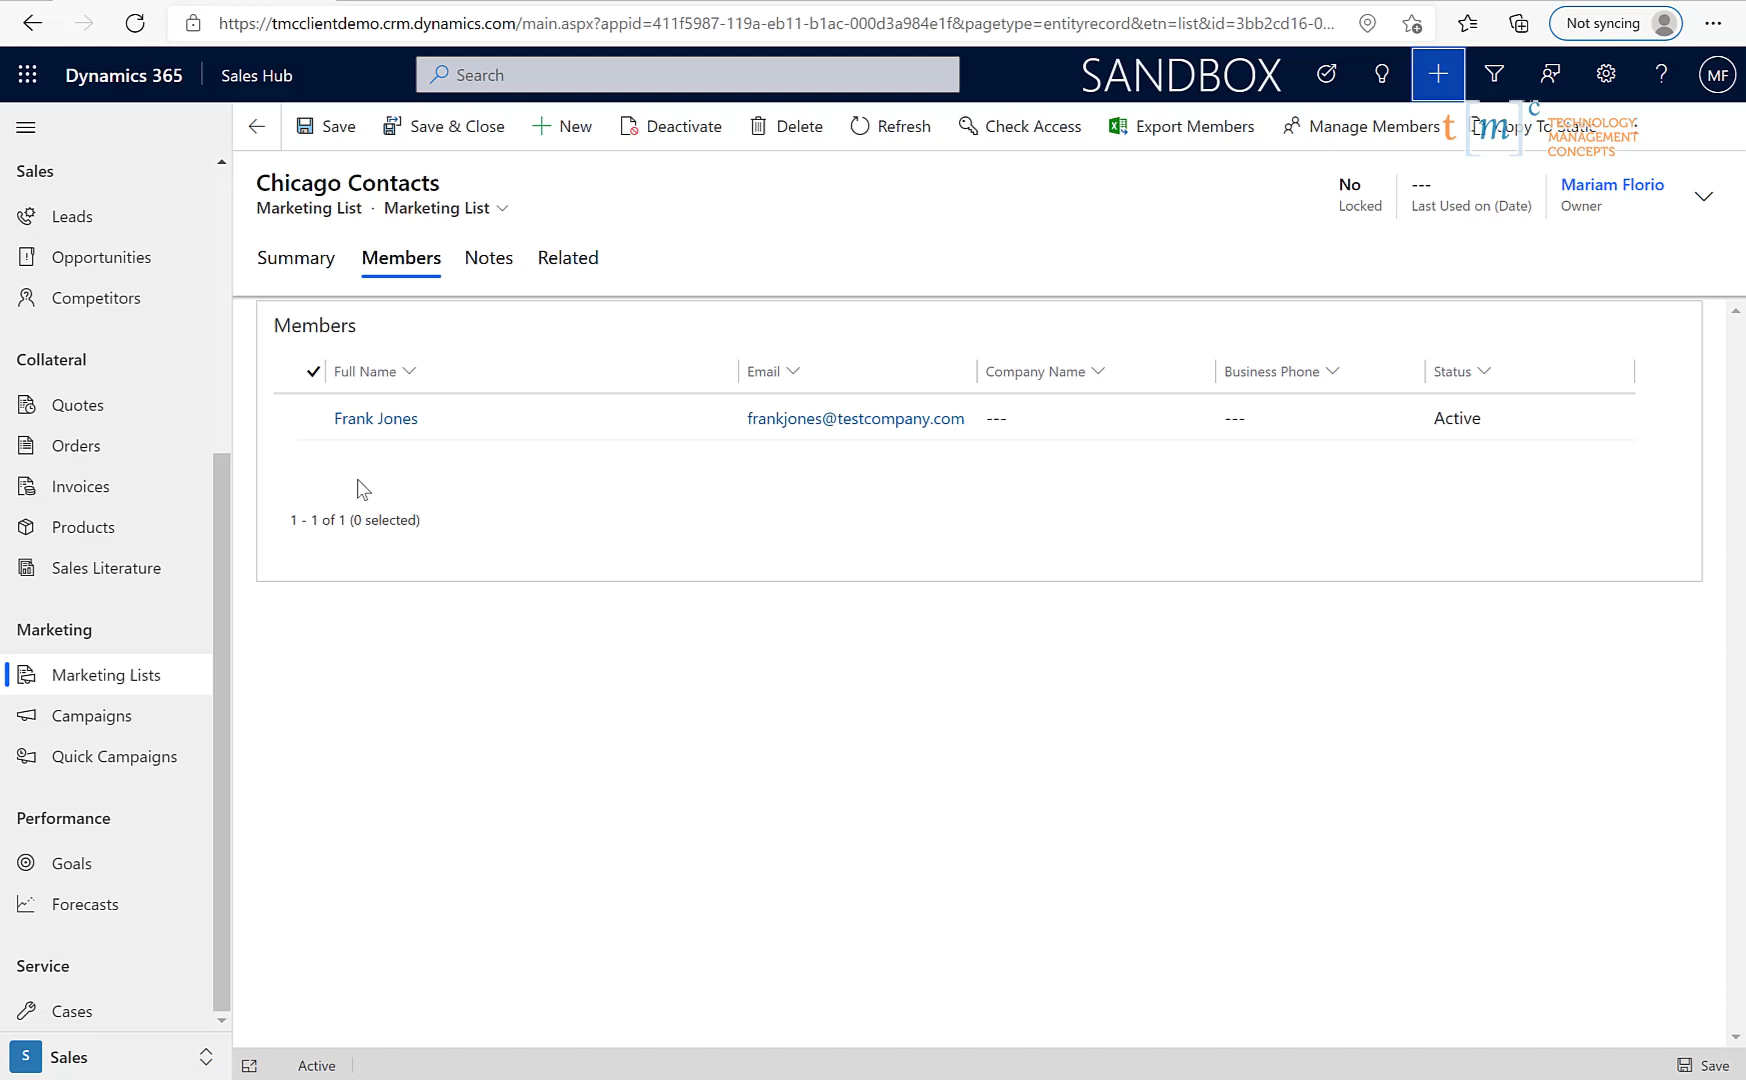 https://tmcclientdemo.crm.dynamics.com/main.aspx?appid=411f5987-119a-eb11-b1ac-000d3a984e1f&pagetype=entityrecord&etn=list&id=3bb2cd16-0...
Not syncing
Dynamics 365
Sales Hub
Search
SANDBOX
MF
Save
Save & Close
New
Deactivate
Delete
Refresh
Check Access
Export Members
Manage Members
t[m]c
TECHNOLOGY
MANAGEMENT
CONCEPTS
Chicago Contacts
Marketing List · Marketing List
No
Locked
---
Last Used on (Date)
Mariam Florio
Owner
Summary
Members
Notes
Related
Members
Full Name
Email
Company Name
Business Phone
Status
Frank Jones
frankjones@testcompany.com
---
---
Active
1 - 1 of 1 (0 selected)
Sales
Leads
Opportunities
Competitors
Collateral
Quotes
Orders
Invoices
Products
Sales Literature
Marketing
Marketing Lists
Campaigns
Quick Campaigns
Performance
Goals
Forecasts
Service
Cases
S
Sales
Active
Save